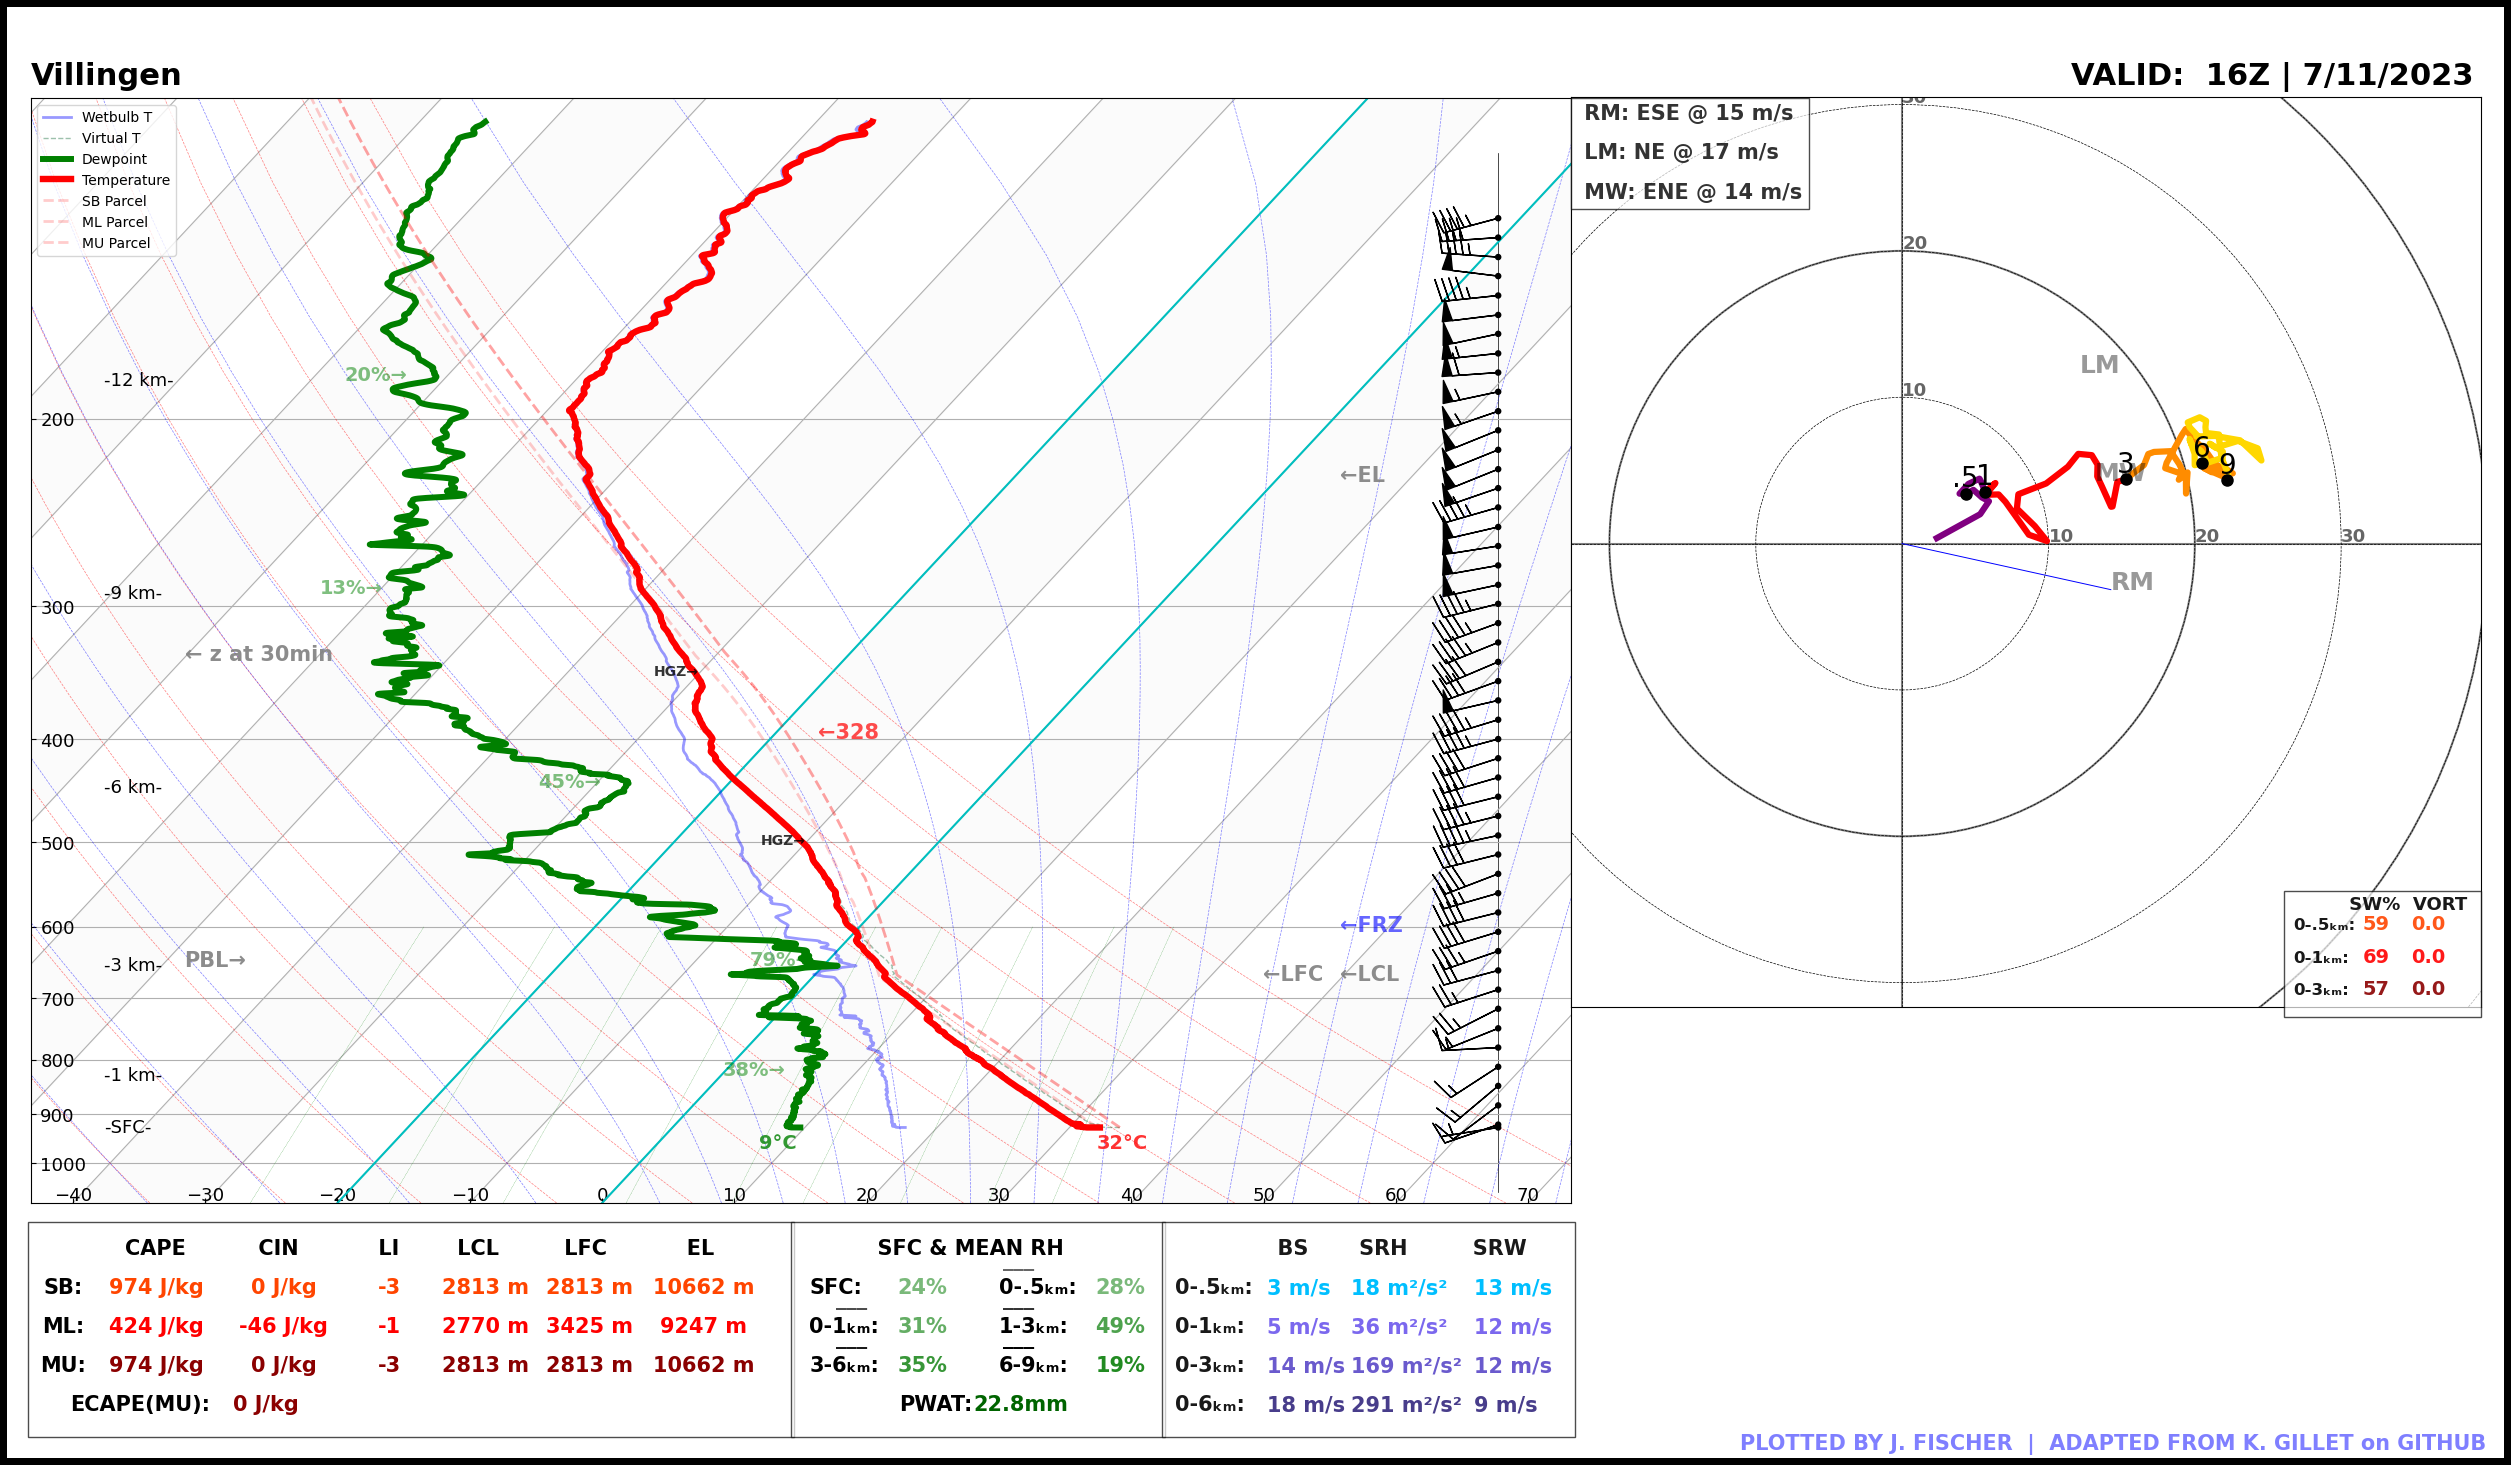 Villingen
VALID:  16Z | 7/11/2023
Wetbulb T
Virtual T
Dewpoint
Temperature
SB Parcel
ML Parcel
MU Parcel
RM: ESE @ 15 m/s
LM: NE @ 17 m/s
MW: ENE @ 14 m/s
-12 km-
-9 km-
-6 km-
-3 km-
-1 km-
-SFC-
200
300
400
500
600
700
800
900
1000
20%→
13%→
← z at 30min
45%→
79%→
38%→
PBL→
HGZ→
HGZ→
←328
←EL
←FRZ
←LFC ←LCL
9°C
32°C
−40 −30 −20 −10 0 10 20 30 40 50 60 70
30
20
10
10 20 30
LM
MW
RM
.5 1 3 6 9
SW% VORT
0-.5ₖₘ: 59 0.0
0-1ₖₘ: 69 0.0
0-3ₖₘ: 57 0.0
CAPE CIN LI LCL LFC EL
SB: 974 J/kg 0 J/kg -3 2813 m 2813 m 10662 m
ML: 424 J/kg -46 J/kg -1 2770 m 3425 m 9247 m
MU: 974 J/kg 0 J/kg -3 2813 m 2813 m 10662 m
ECAPE(MU): 0 J/kg
SFC & MEAN RH
SFC: 24% 0-.5ₖₘ: 28%
0-1ₖₘ: 31% 1-3ₖₘ: 49%
3-6ₖₘ: 35% 6-9ₖₘ: 19%
PWAT: 22.8mm
BS SRH SRW
0-.5ₖₘ: 3 m/s 18 m²/s² 13 m/s
0-1ₖₘ: 5 m/s 36 m²/s² 12 m/s
0-3ₖₘ: 14 m/s 169 m²/s² 12 m/s
0-6ₖₘ: 18 m/s 291 m²/s² 9 m/s
PLOTTED BY J. FISCHER | ADAPTED FROM K. GILLET on GITHUB